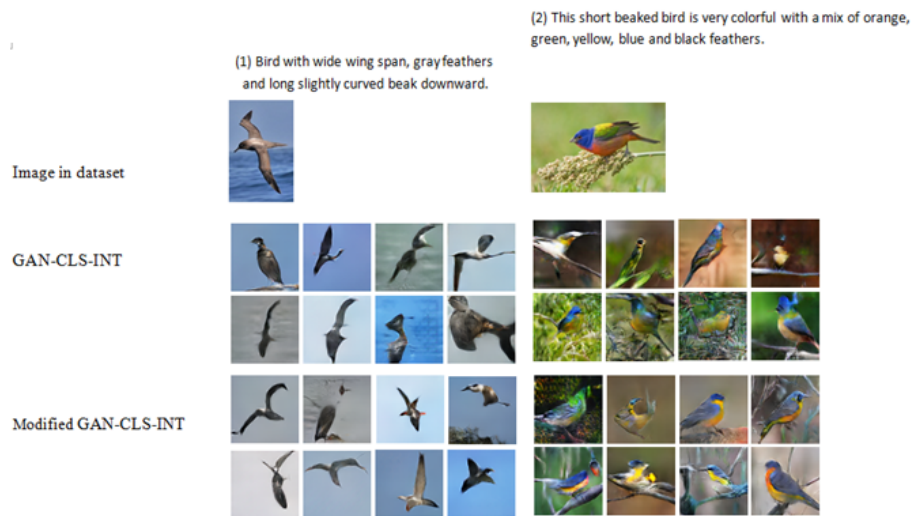 (2) This short beaked bird is very colorful with a mix of orange,
green, yellow, blue and black feathers.
(1) Bird with wide wing span, gray feathers
and long slightly curved beak downward.
Image in dataset
GAN-CLS-INT
Modified GAN-CLS-INT